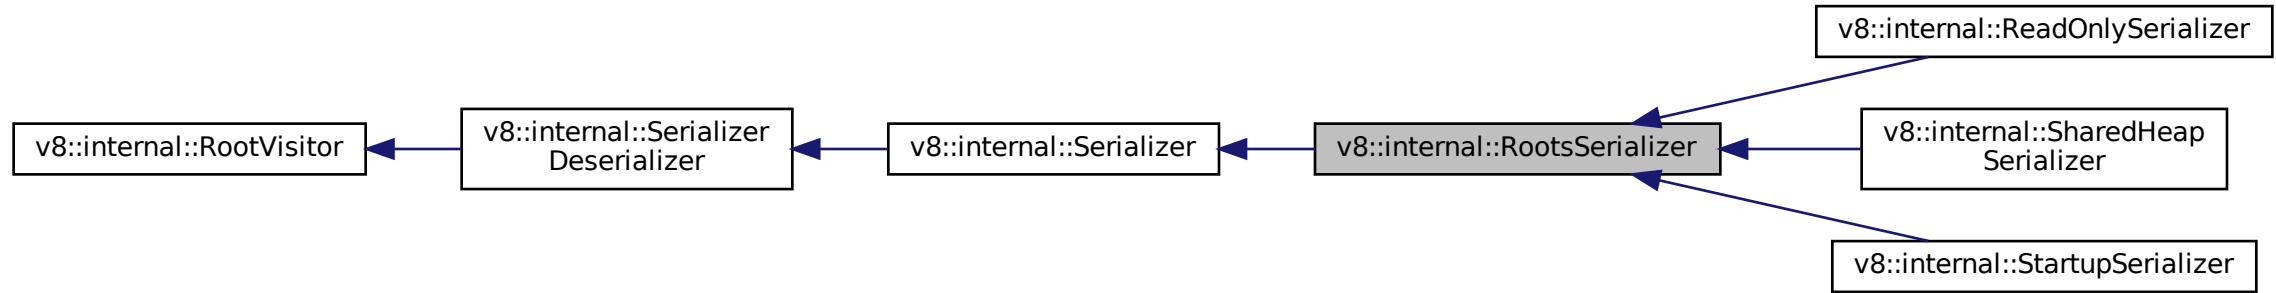 v8::internal::RootVisitor
v8::internal::Serializer
Deserializer
v8::internal::Serializer
v8::internal::RootsSerializer
v8::internal::ReadOnlySerializer
v8::internal::SharedHeap
Serializer
v8::internal::StartupSerializer